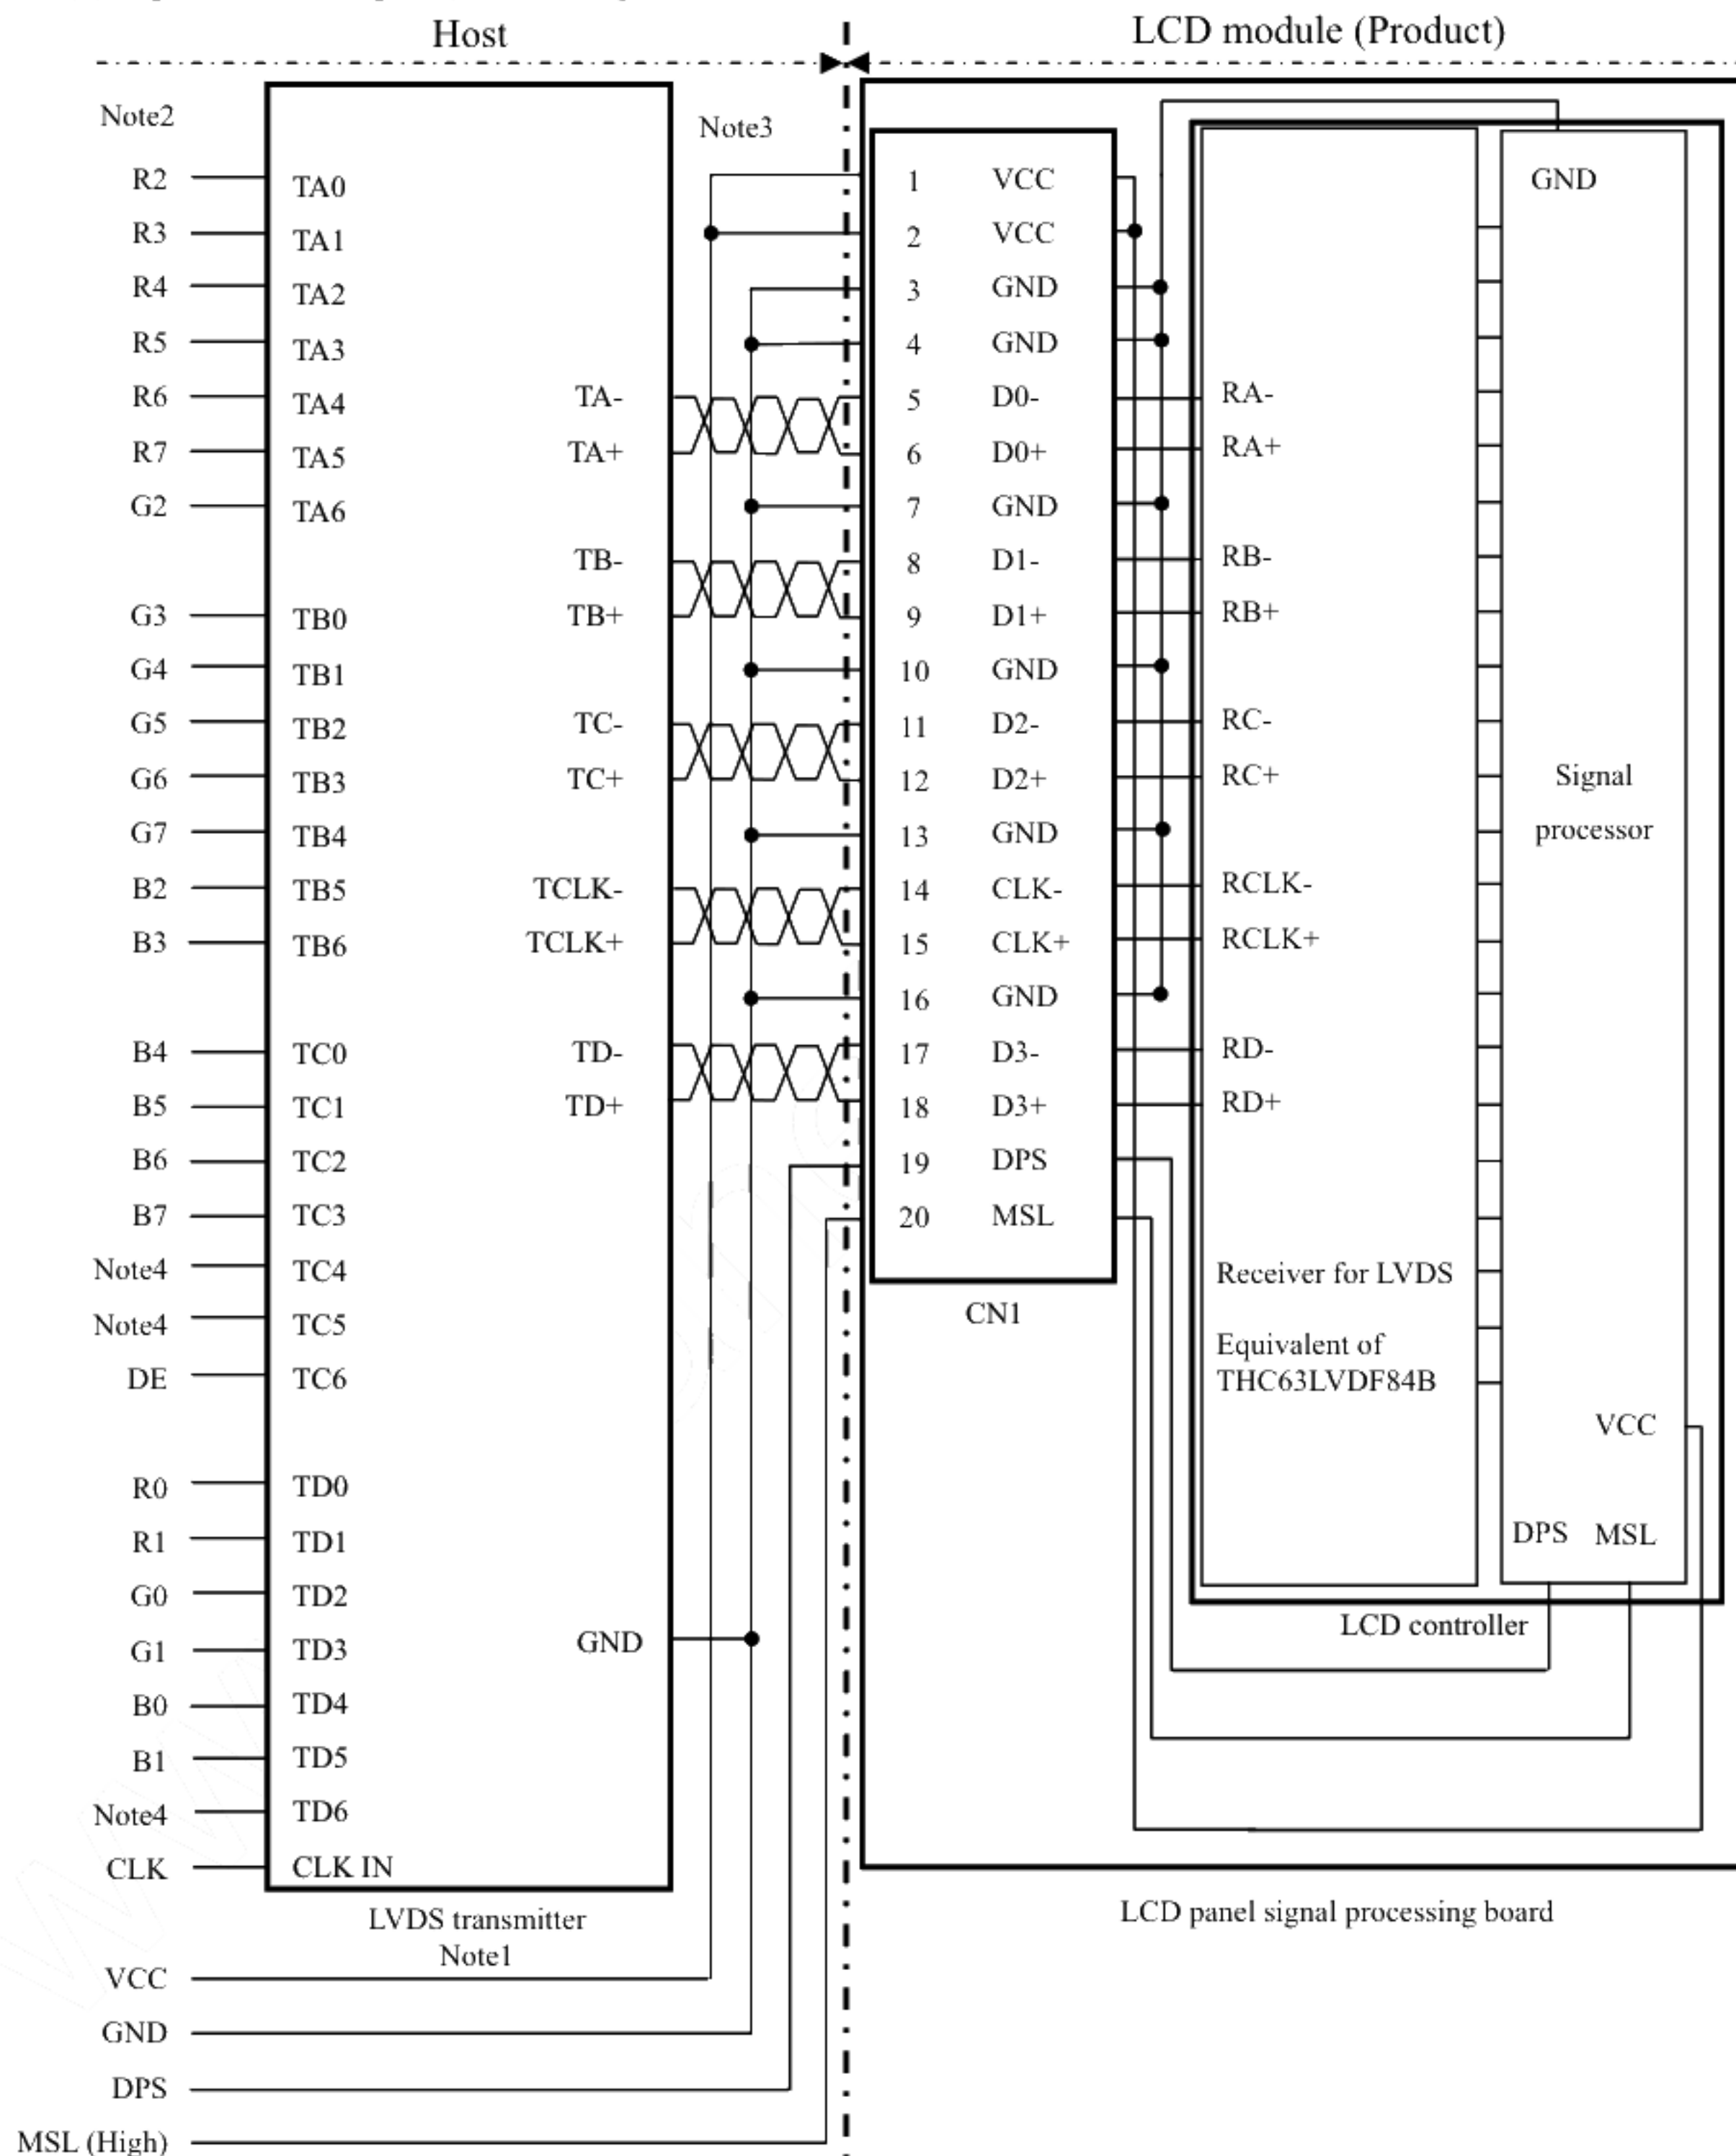 Host
LCD module (Product)
Note2
Note3
R2 TA0
R3 TA1
R4 TA2
R5 TA3
R6 TA4
R7 TA5
G2 TA6
G3 TB0
G4 TB1
G5 TB2
G6 TB3
G7 TB4
B2 TB5
B3 TB6
B4 TC0
B5 TC1
B6 TC2
B7 TC3
Note4 TC4
Note4 TC5
DE TC6
R0 TD0
R1 TD1
G0 TD2
G1 TD3
B0 TD4
B1 TD5
Note4 TD6
CLK CLK IN
TA-
TA+
TB-
TB+
TC-
TC+
TCLK-
TCLK+
TD-
TD+
GND
LVDS transmitter
Note1
VCC
GND
DPS
MSL (High)
1 VCC
2 VCC
3 GND
4 GND
5 D0-
6 D0+
7 GND
8 D1-
9 D1+
10 GND
11 D2-
12 D2+
13 GND
14 CLK-
15 CLK+
16 GND
17 D3-
18 D3+
19 DPS
20 MSL
CN1
RA-
RA+
RB-
RB+
RC-
RC+
RCLK-
RCLK+
RD-
RD+
Receiver for LVDS
Equivalent of
THC63LVDF84B
GND
Signal
processor
VCC
DPS MSL
LCD controller
LCD panel signal processing board